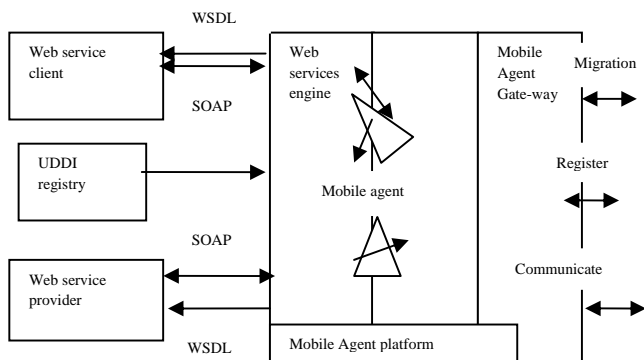 WSDL
Web service
client
SOAP
UDDI
registry
SOAP
Web service
provider
WSDL
Web
services
engine
Mobile agent
Mobile Agent platform
Mobile
Agent
Gate-way
Migration
Register
Communicate